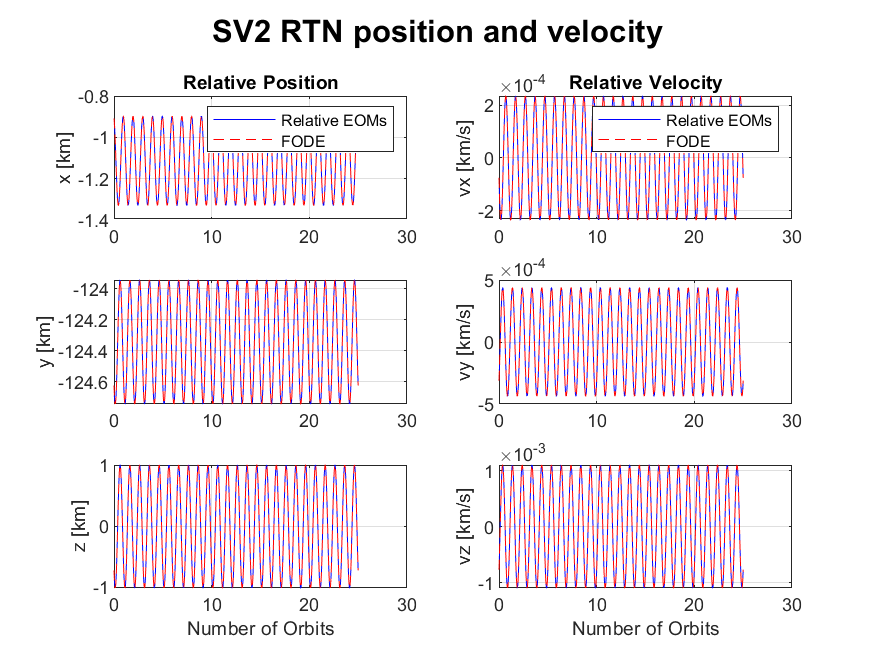 SV2 RTN position and velocity
Relative Position
-0.8
-1
-1.2
-1.4
x [km]
Relative EOMs
FODE
0 10 20 30
Relative Velocity
×10-4
2
0
-2
vx [km/s]
Relative EOMs
FODE
0 10 20 30
-124
-124.2
-124.4
-124.6
y [km]
0 10 20 30
×10-4
5
0
-5
vy [km/s]
0 10 20 30
1
0
-1
z [km]
0 10 20 30
Number of Orbits
×10-3
1
0
-1
vz [km/s]
0 10 20 30
Number of Orbits